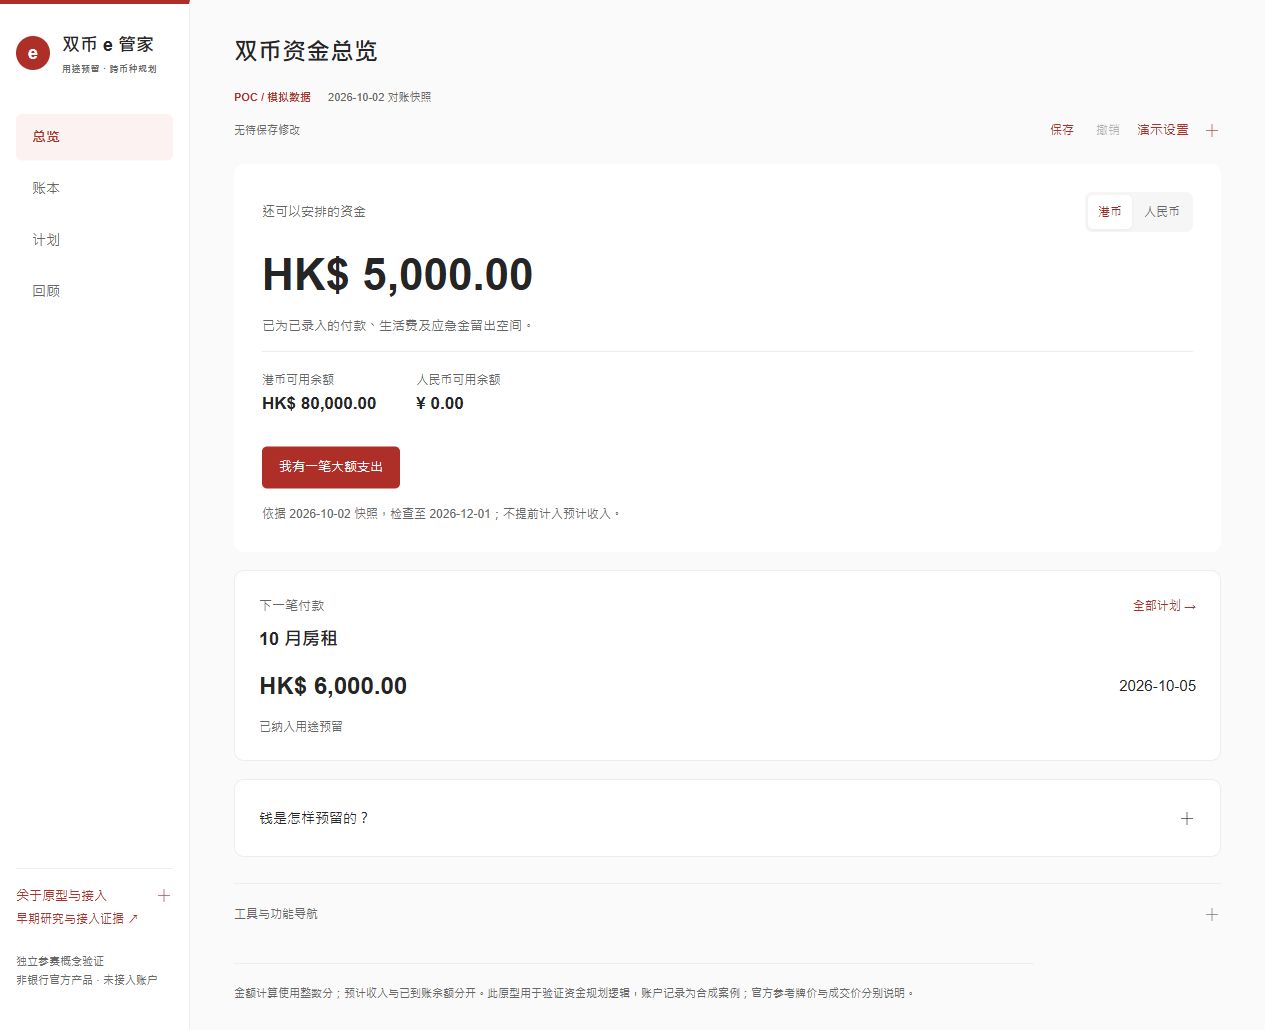 e
双币 e 管家
用途预留 · 跨币种规划
总览
账本
计划
回顾
关于原型与接入 +
早期研究与接入证据 ↗
独立参赛概念验证
非银行官方产品 · 未接入账户
双币资金总览
POC / 模拟数据 2026-10-02 对账快照
无待保存修改
保存 撤销 演示设置 +
还可以安排的资金
港币 人民币
HK$ 5,000.00
已为已录入的付款、生活费及应急金留出空间。
港币可用余额 人民币可用余额
HK$ 80,000.00 ¥ 0.00
我有一笔大额支出
依据 2026-10-02 快照，检查至 2026-12-01；不提前计入预计收入。
下一笔付款 全部计划 →
10 月房租
HK$ 6,000.00 2026-10-05
已纳入用途预留
钱是怎样预留的？ +
工具与功能导航 +
金额计算使用整数分；预计收入与已到账余额分开。此原型用于验证资金规划逻辑，账户记录为合成案例；官方参考牌价与成交价分别说明。